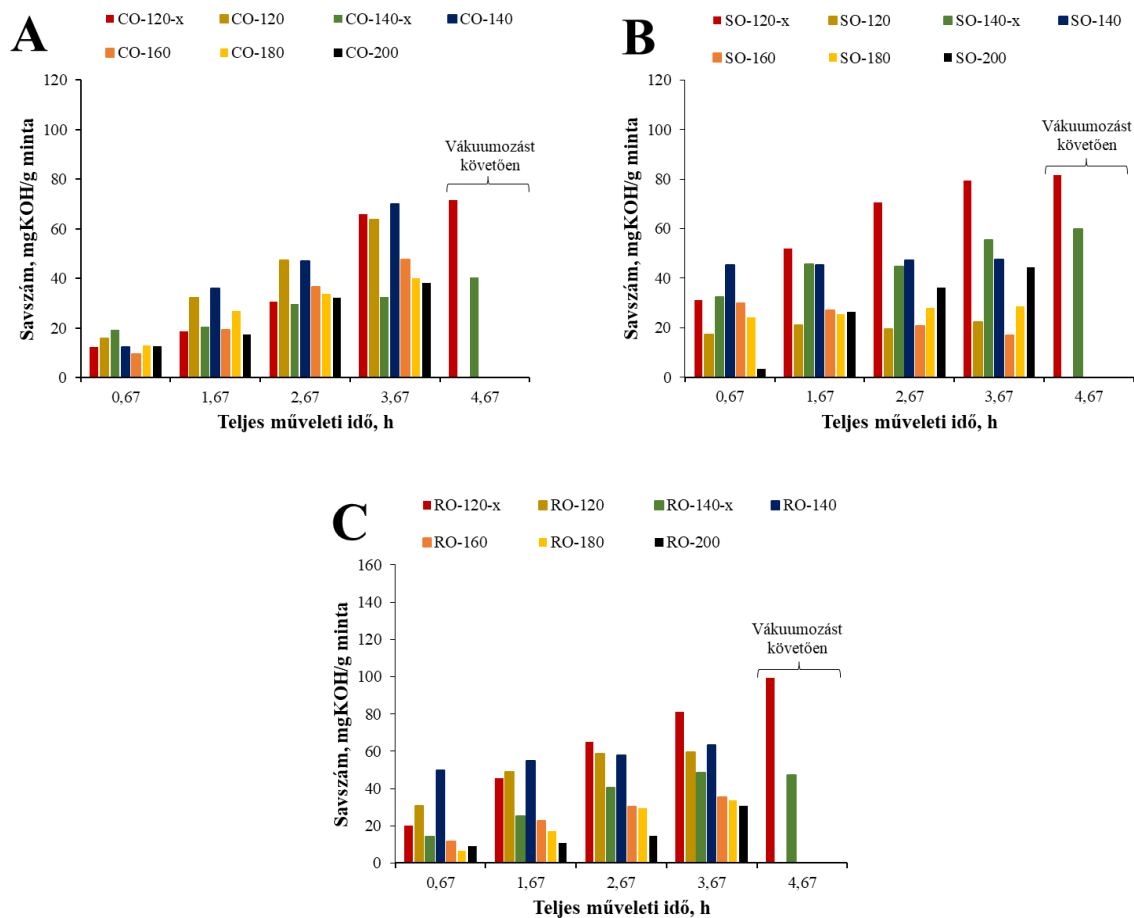 A
CO-120-x CO-120 CO-140-x CO-140
CO-160 CO-180 CO-200
Savszám, mgKOH/g minta
120
100
80
60
40
20
0
Vákuumozást
követően
0,67 1,67 2,67 3,67 4,67
Teljes műveleti idő, h
B
SO-120-x SO-120 SO-140-x SO-140
SO-160 SO-180 SO-200
Savszám, mgKOH/g minta
120
100
80
60
40
20
0
Vákuumozást
követően
0,67 1,67 2,67 3,67 4,67
Teljes műveleti idő, h
C
RO-120-x RO-120 RO-140-x RO-140
RO-160 RO-180 RO-200
Savszám, mgKOH/g minta
160
140
120
100
80
60
40
20
0
Vákuumozást
követően
0,67 1,67 2,67 3,67 4,67
Teljes műveleti idő, h